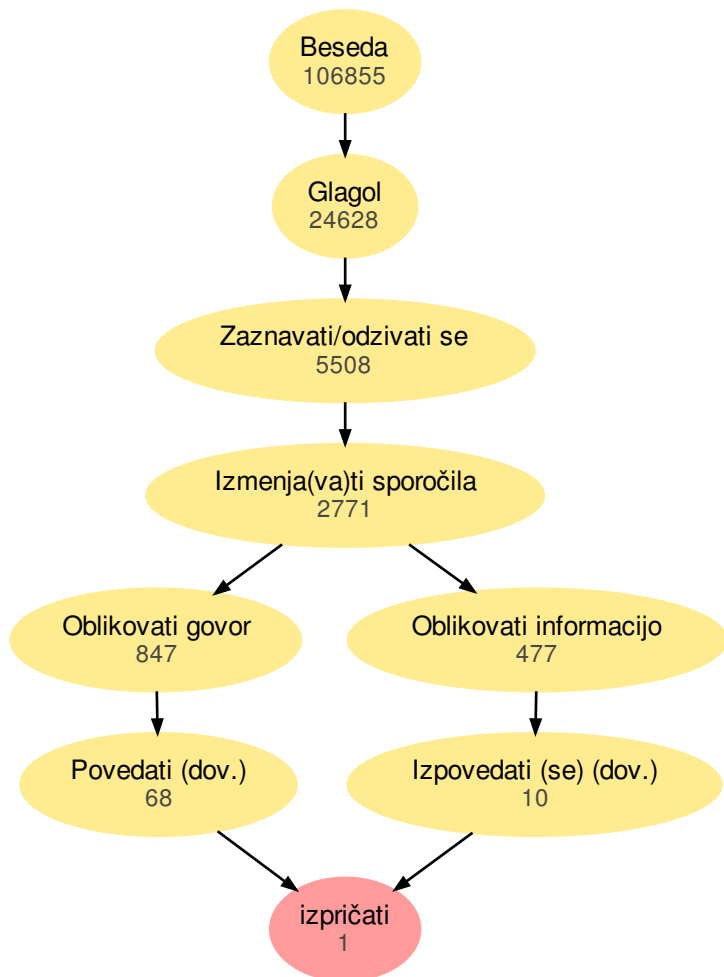 Beseda
106855
Glagol
24628
Zaznavati/odzivati se
5508
Izmenja(va)ti sporočila
2771
Oblikovati govor
847
Oblikovati informacijo
477
Povedati (dov.)
68
Izpovedati (se) (dov.)
10
izpričati
1